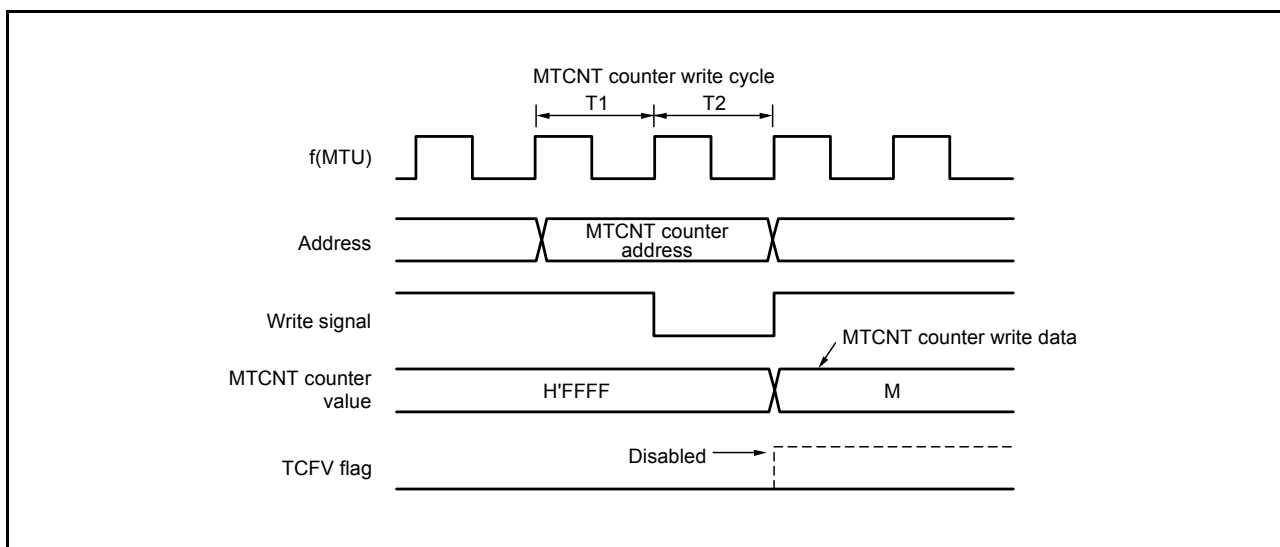 MTCNT counter write cycle
T1 T2
f(MTU)
Address
MTCNT counter
address
Write signal
MTCNT counter write data
MTCNT counter
value
H'FFFF
M
Disabled
TCFV flag